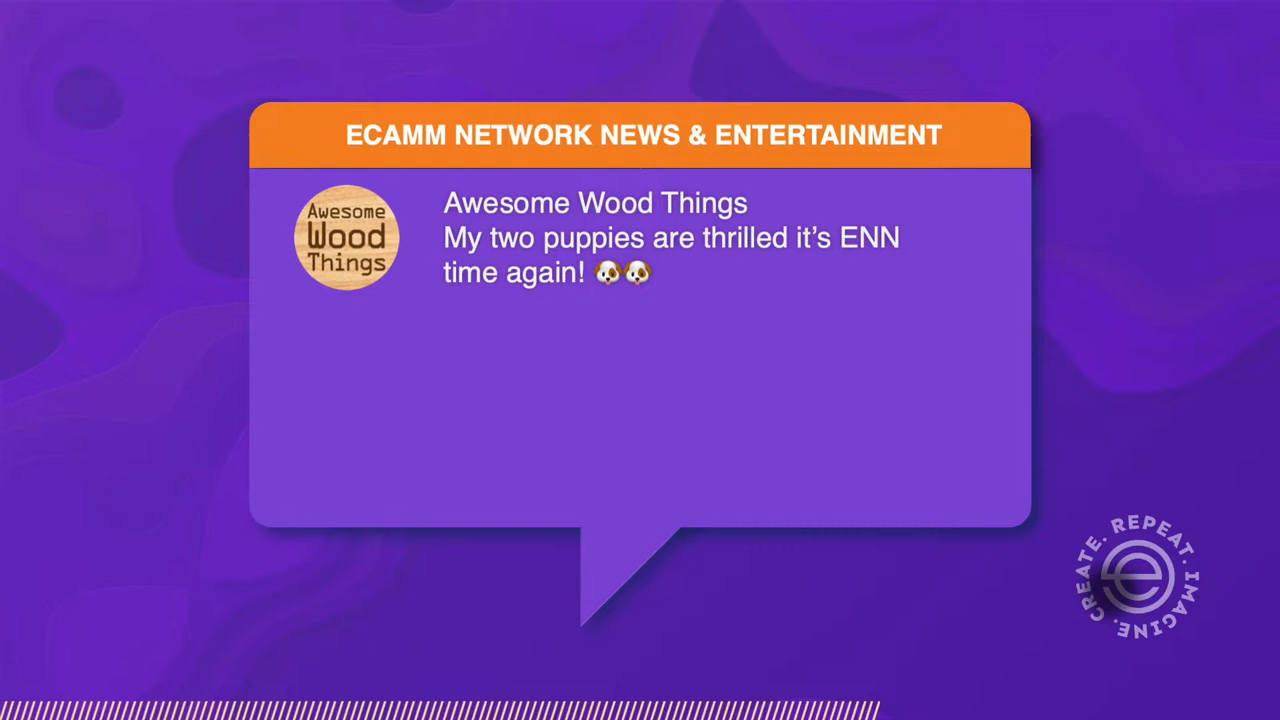 ECAMM NETWORK NEWS & ENTERTAINMENT
Awesome
Wood
Things
Awesome Wood Things
My two puppies are thrilled it’s ENN
time again! 🐶🐶
CREATE. REPEAT. IMAGINE.
e